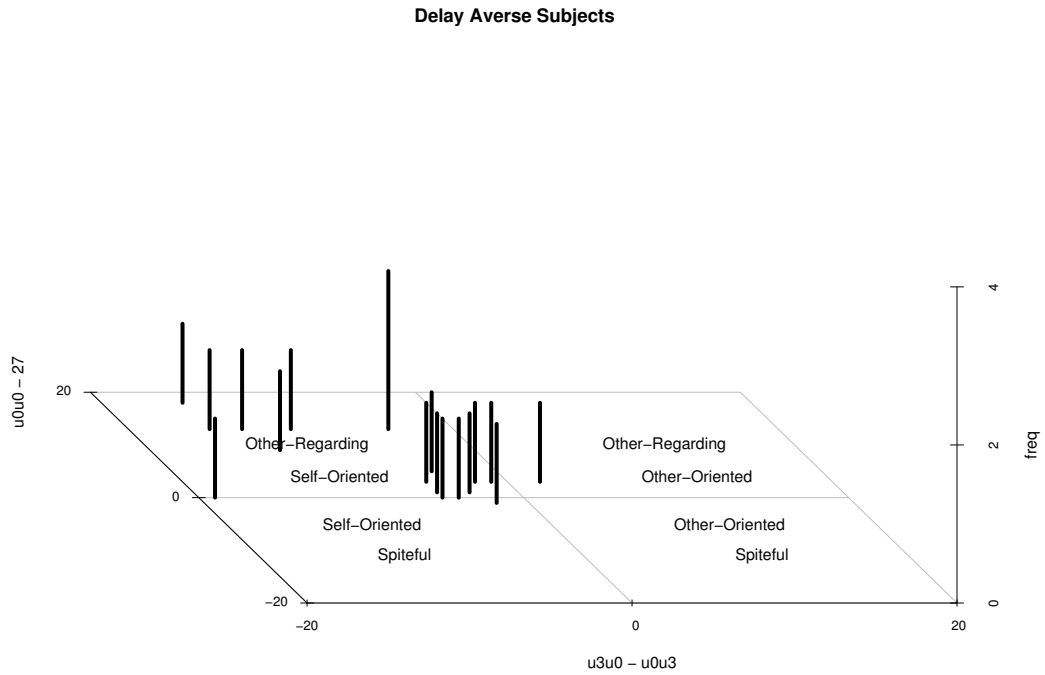 Delay Averse Subjects
u0u0 − 27
20
0
−20
Other−Regarding
Self−Oriented
Other−Regarding
Other−Oriented
Self−Oriented
Spiteful
Other−Oriented
Spiteful
4
2
0
freq
−20
0
20
u3u0 − u0u3